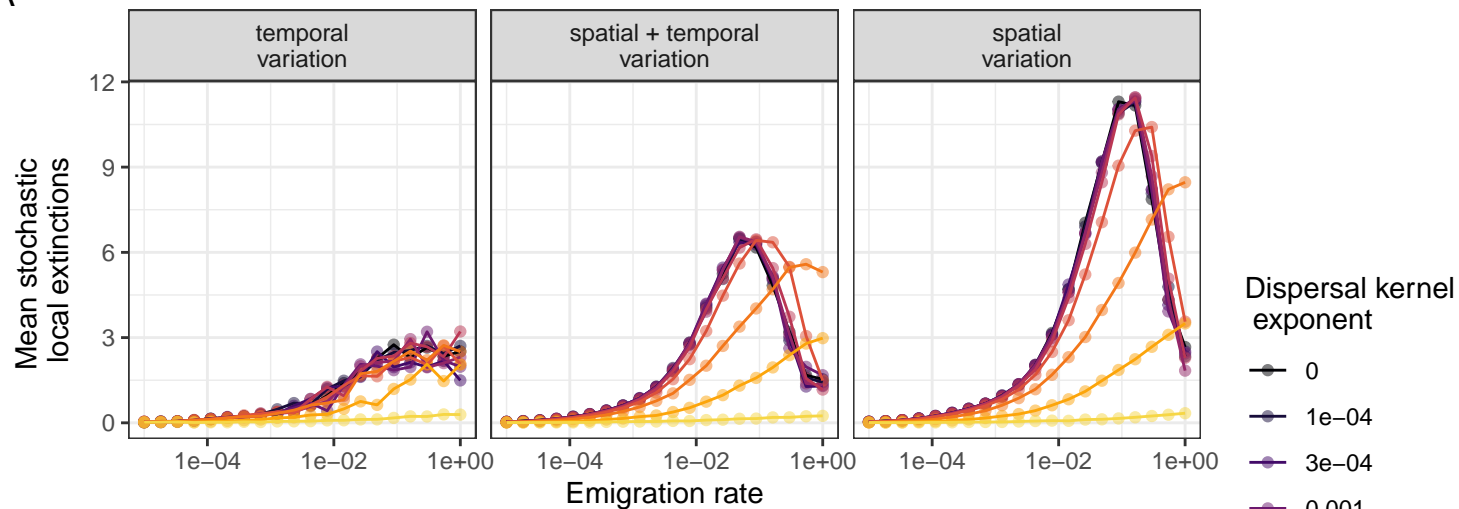 temporal
variation
spatial + temporal
variation
spatial
variation
12
9
6
3
0
Mean stochastic
local extinctions
1e−04
1e−02
1e+00
1e−04
1e−02
1e+00
1e−04
1e−02
1e+00
Emigration rate
Dispersal kernel
exponent
0
1e−04
3e−04
0.001